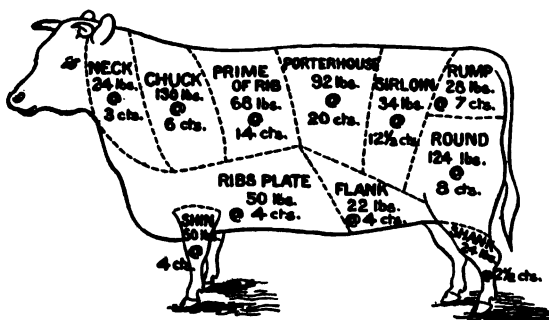 NECK
24 lbs.
@
3 cts.
CHUCK
130 lbs.
@
6 cts.
PRIME
OF RIB
68 lbs.
@
14 cts.
PORTERHOUSE
92 lbs.
@
20 cts.
SIRLOIN
34 lbs.
@
12½ cts.
RUMP
28 lbs.
@ 7 cts.
ROUND
124 lbs.
@
8 cts.
RIBS PLATE
50 lbs.
@ 4 cts.
FLANK
22 lbs.
@ 4 cts.
SHIN
50 lbs.
@
4 cts.
SHANK
24 lbs.
@ 2½ cts.